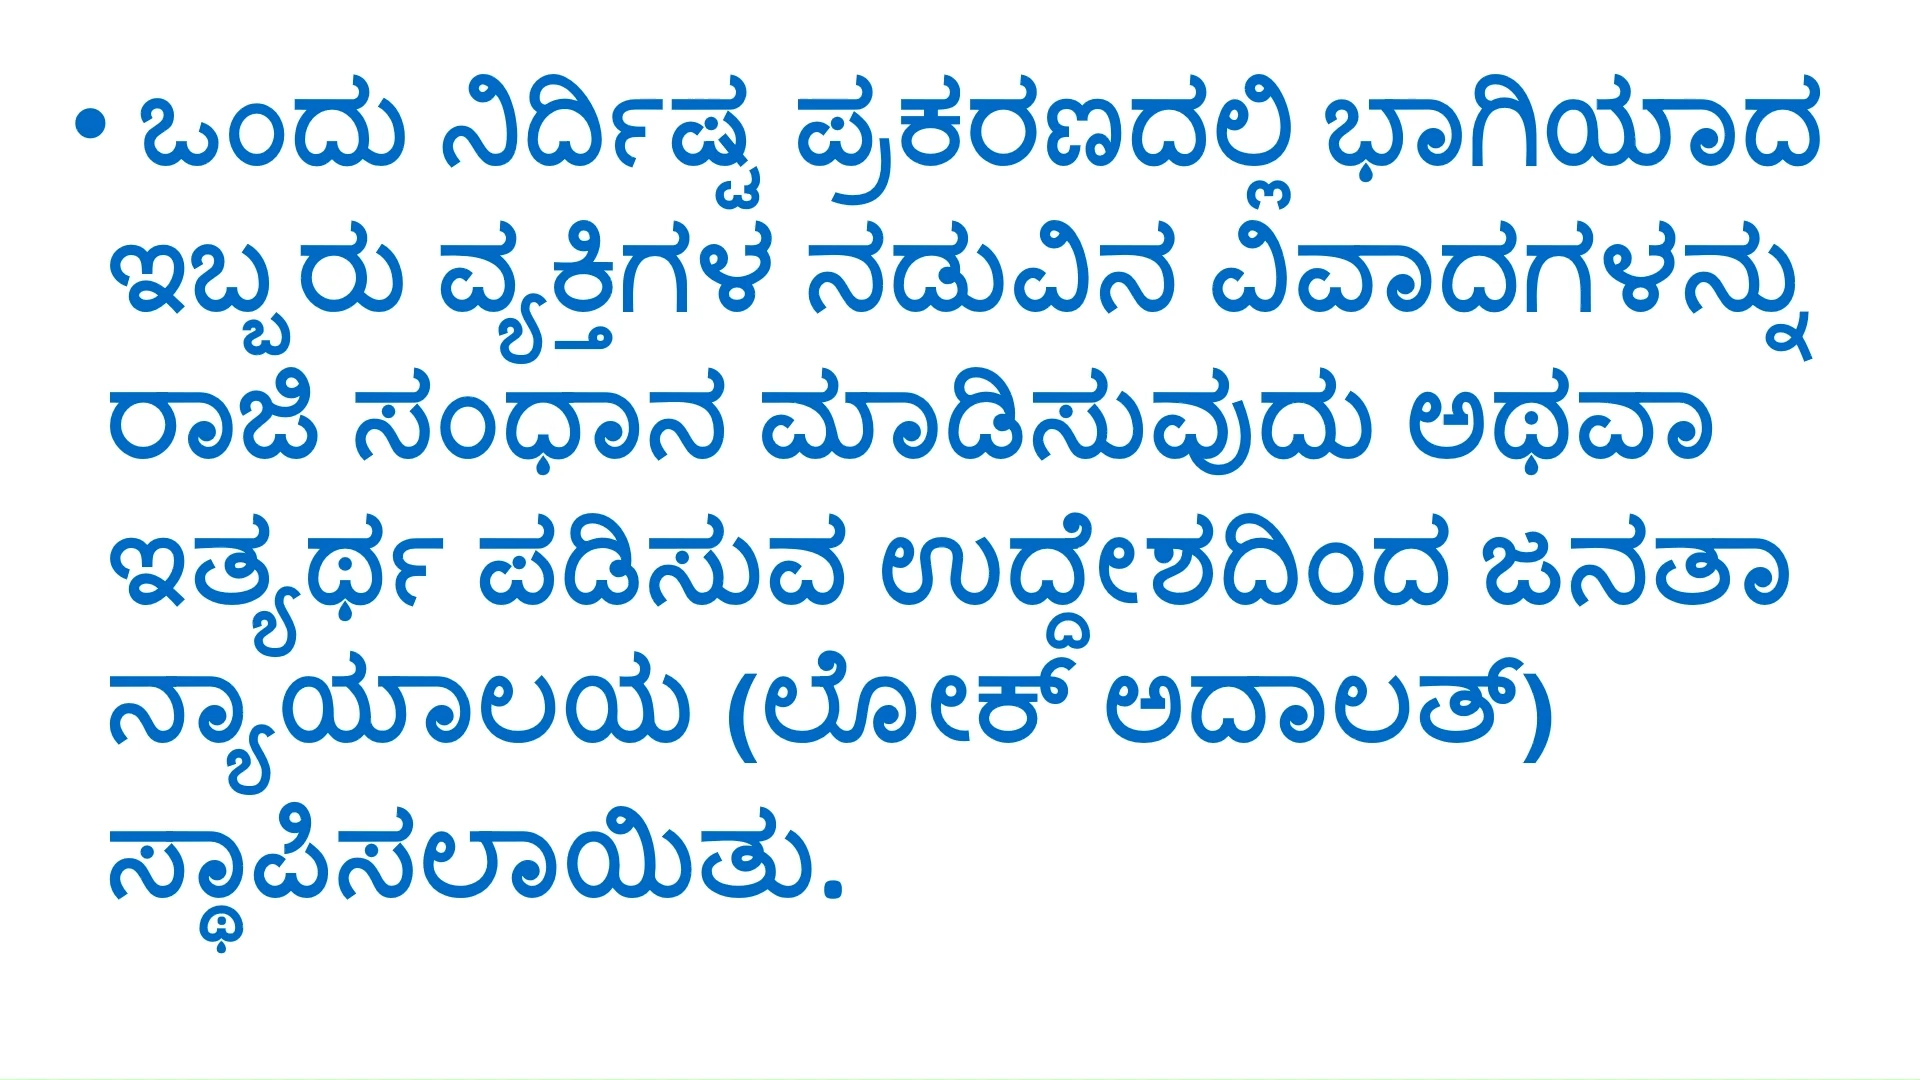 • ಒಂದು ನಿರ್ದಿಷ್ಟ ಪ್ರಕರಣದಲ್ಲಿ ಭಾಗಿಯಾದ
ಇಬ್ಬರು ವ್ಯಕ್ತಿಗಳ ನಡುವಿನ ವಿವಾದಗಳನ್ನು
ರಾಜಿ ಸಂಧಾನ ಮಾಡಿಸುವುದು ಅಥವಾ
ಇತ್ಯರ್ಥ ಪಡಿಸುವ ಉದ್ದೇಶದಿಂದ ಜನತಾ
ನ್ಯಾಯಾಲಯ (ಲೋಕ್ ಅದಾಲತ್)
ಸ್ಥಾಪಿಸಲಾಯಿತು.